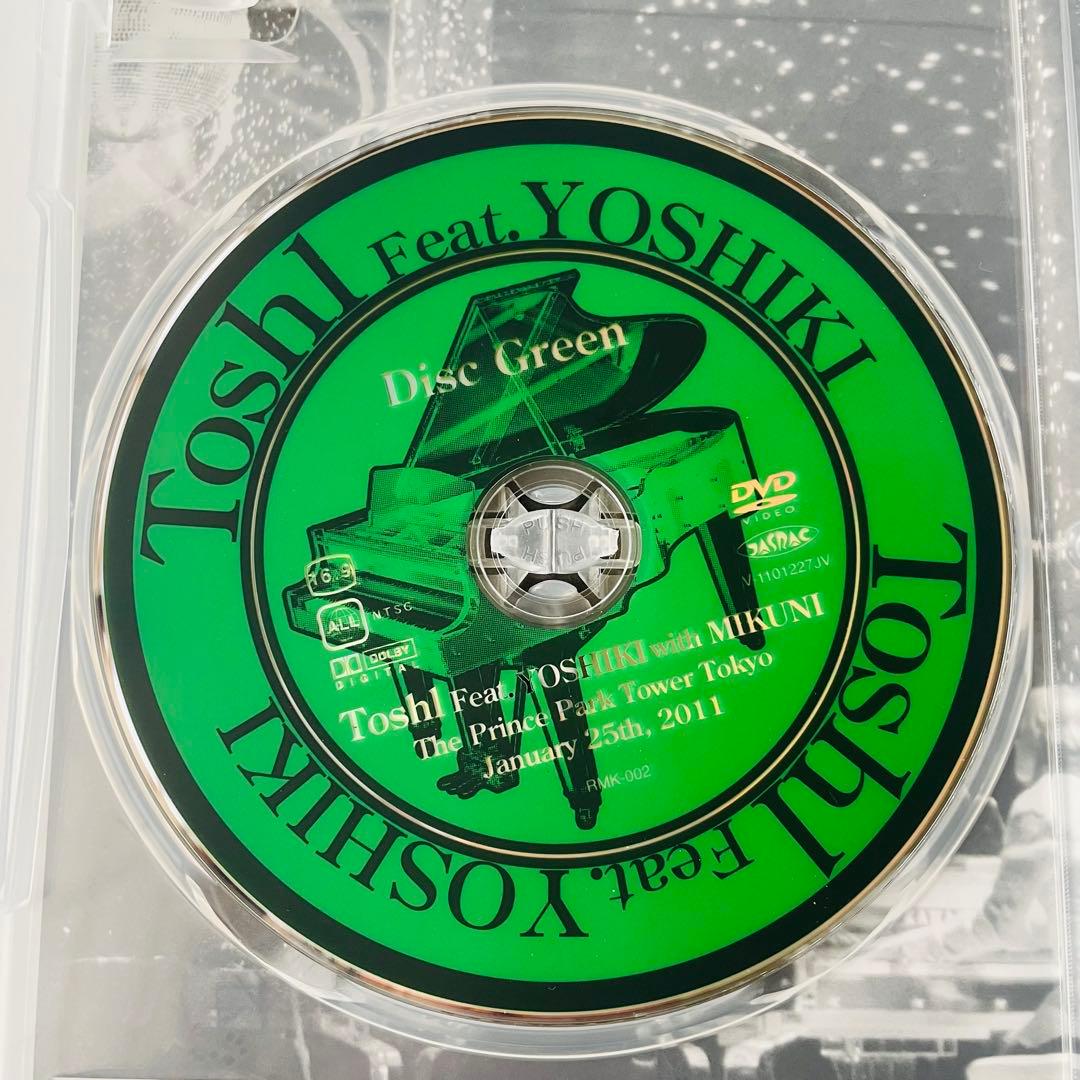 Toshl Feat. YOSHIKI
Toshl Feat. YOSHIKI
Disc Green
PUSH
PUSH
DVD
VIDEO
JASRAC
V-1101227JV
16:9
ALL
NTSC
DOLBY
DIGITAL
Toshl Feat. YOSHIKI with MIKUNI
The Prince Park Tower Tokyo
January 25th, 2011
RMK-002